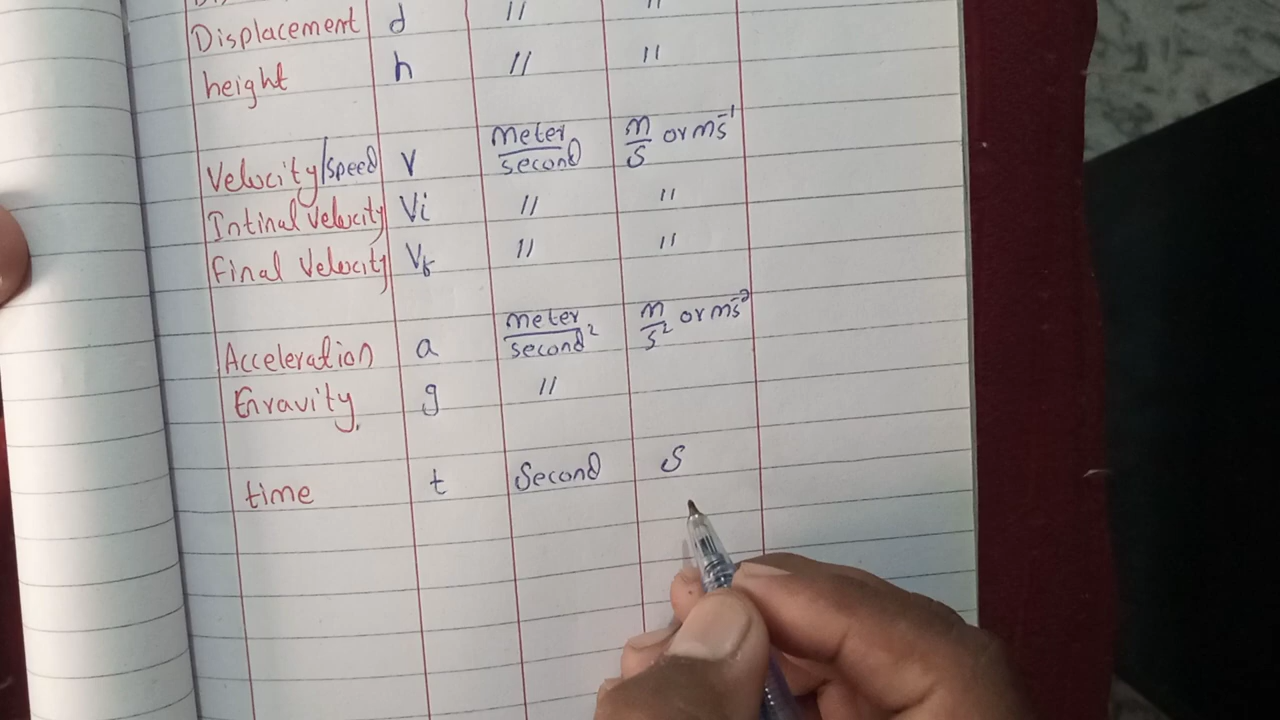 Displacement d " "
height h " "
Velocity/speed v meter/second m/s or ms⁻¹
Intinal velocity Vi " "
Final Velocity Vf " "
Acceleration a meter/second² m/s² or ms⁻²
Gravity g "
time t Second S